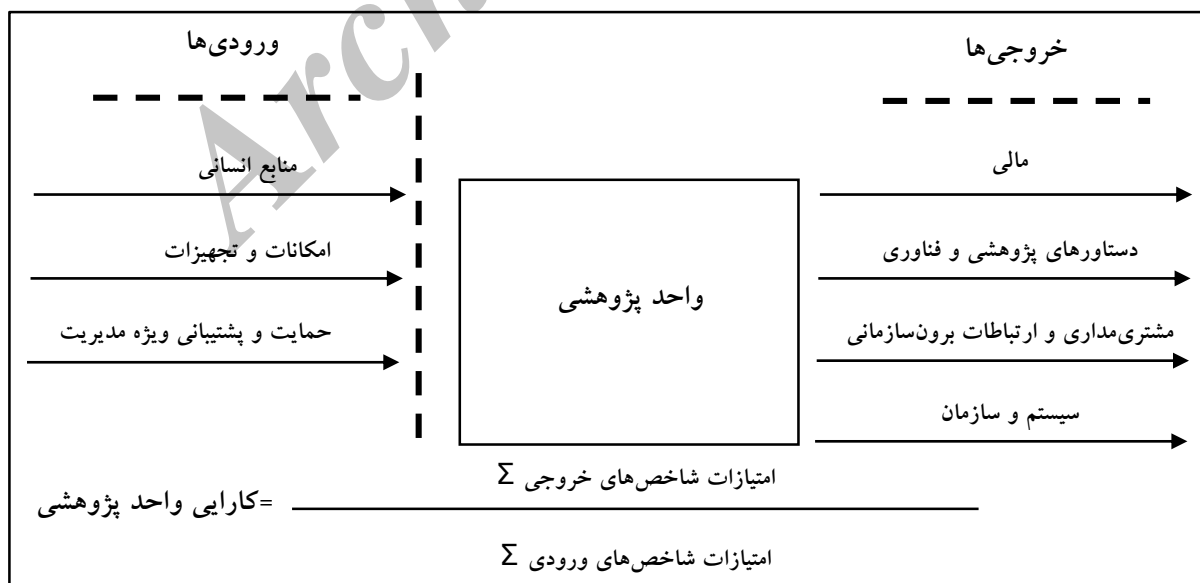 ورودی‌ها
خروجی‌ها
منابع انسانی
امکانات و تجهیزات
حمایت و پشتیبانی ویژه مدیریت
واحد پژوهشی
مالی
دستاورهای پژوهشی و فناوری
مشتری‌مداری و ارتباطات برون‌سازمانی
سیستم و سازمان
امتیازات شاخص‌های خروجی Σ
=کارایی واحد پژوهشی
امتیازات شاخص‌های ورودی Σ